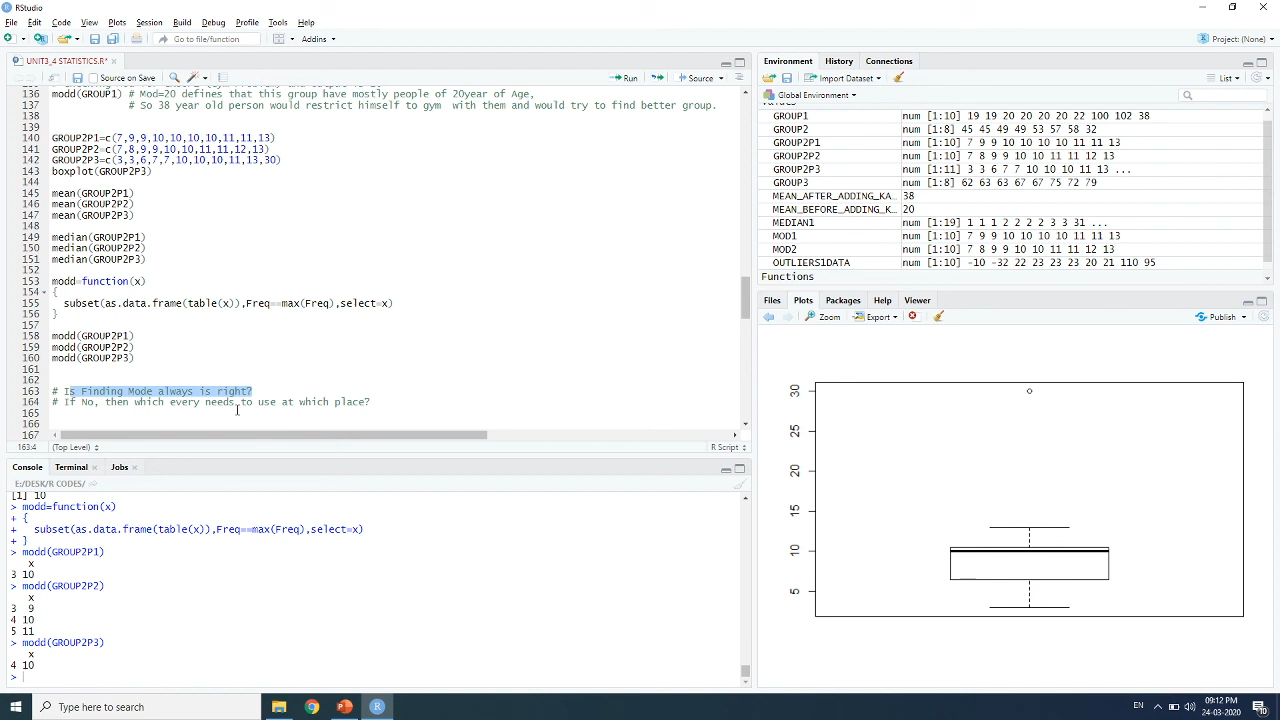 RStudio
File Edit Code View Plots Session Build Debug Profile Tools Help
Go to file/function Addins Project: (None)
UNIT3_4 STATISTICS.R*
Source on Save Run Source
136 modd(GROUP1) # Mod=20 defines that this group have mostly people of 20year of Age,
137 # So 38 year old person would restrict himself to gym with them and would try to find better group.
138
139
140 GROUP2P1=c(7,9,9,10,10,10,10,11,11,13)
141 GROUP2P2=c(7,8,9,9,10,10,11,11,12,13)
142 GROUP2P3=c(3,3,6,7,7,10,10,10,11,13,30)
143 boxplot(GROUP2P3)
144
145 mean(GROUP2P1)
146 mean(GROUP2P2)
147 mean(GROUP2P3)
148
149 median(GROUP2P1)
150 median(GROUP2P2)
151 median(GROUP2P3)
152
153 modd=function(x)
154 {
155 subset(as.data.frame(table(x)),Freq==max(Freq),select=x)
156 }
157
158 modd(GROUP2P1)
159 modd(GROUP2P2)
160 modd(GROUP2P3)
161
162
163 # Is Finding Mode always is right?
164 # If No, then which every needs to use at which place?
165
166
167
163:4 (Top Level) R Script
Console Terminal Jobs
E:/DESK/R CODES/
[1] 10
> modd=function(x)
+ {
+ subset(as.data.frame(table(x)),Freq==max(Freq),select=x)
+ }
> modd(GROUP2P1)
x
3 10
> modd(GROUP2P2)
x
3 9
4 10
5 11
> modd(GROUP2P3)
x
4 10
>
Environment History Connections
Import Dataset List
Global Environment
GROUP1 num [1:10] 19 19 20 20 20 20 22 100 102 38
GROUP2 num [1:8] 45 45 49 49 53 57 58 32
GROUP2P1 num [1:10] 7 9 9 10 10 10 10 11 11 13
GROUP2P2 num [1:10] 7 8 9 9 10 10 11 11 12 13
GROUP2P3 num [1:11] 3 3 6 7 7 10 10 10 11 13 ...
GROUP3 num [1:8] 62 63 63 67 67 75 72 79
MEAN_AFTER_ADDING_KA… 38
MEAN_BEFORE_ADDING_K… 20
MEDIAN1 num [1:19] 1 1 1 2 2 2 2 3 3 31 ...
MOD1 num [1:10] 7 9 9 10 10 10 10 11 11 13
MOD2 num [1:10] 7 8 9 9 10 10 11 11 12 13
OUTLIERS1DATA num [1:10] -10 -32 22 23 23 23 20 21 110 95
Functions
Files Plots Packages Help Viewer
Zoom Export Publish
30
25
20
15
10
5
Type here to search
EN 09:12 PM
24-03-2020